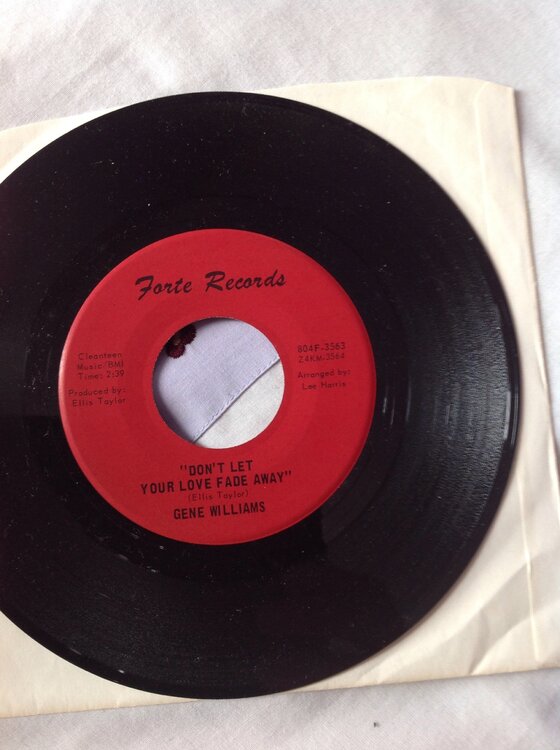 Forte Records
Cleanteen
Music (BMI
Time: 2:39
Produced by:
Ellis Taylor
804F-3563
Z4KM-3564
Arranged by:
Lee Harris
"DON'T LET
YOUR LOVE FADE AWAY"
(Ellis Taylor)
GENE WILLIAMS